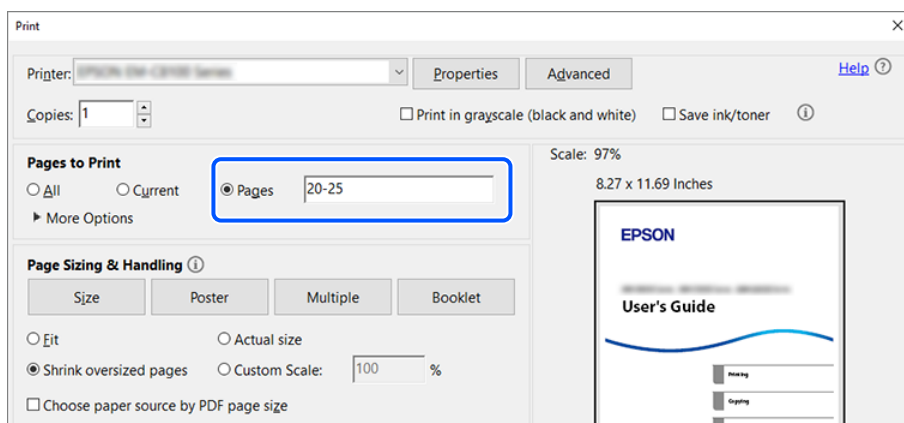 Print
Printer:
Properties
Advanced
Help
Copies: 1
Print in grayscale (black and white)
Save ink/toner
Pages to Print
All
Current
Pages
20-25
More Options
Scale: 97%
8.27 x 11.69 Inches
Page Sizing & Handling
Size
Poster
Multiple
Booklet
Fit
Actual size
Shrink oversized pages
Custom Scale:
100
%
Choose paper source by PDF page size
EPSON
User's Guide
Printing
Copying